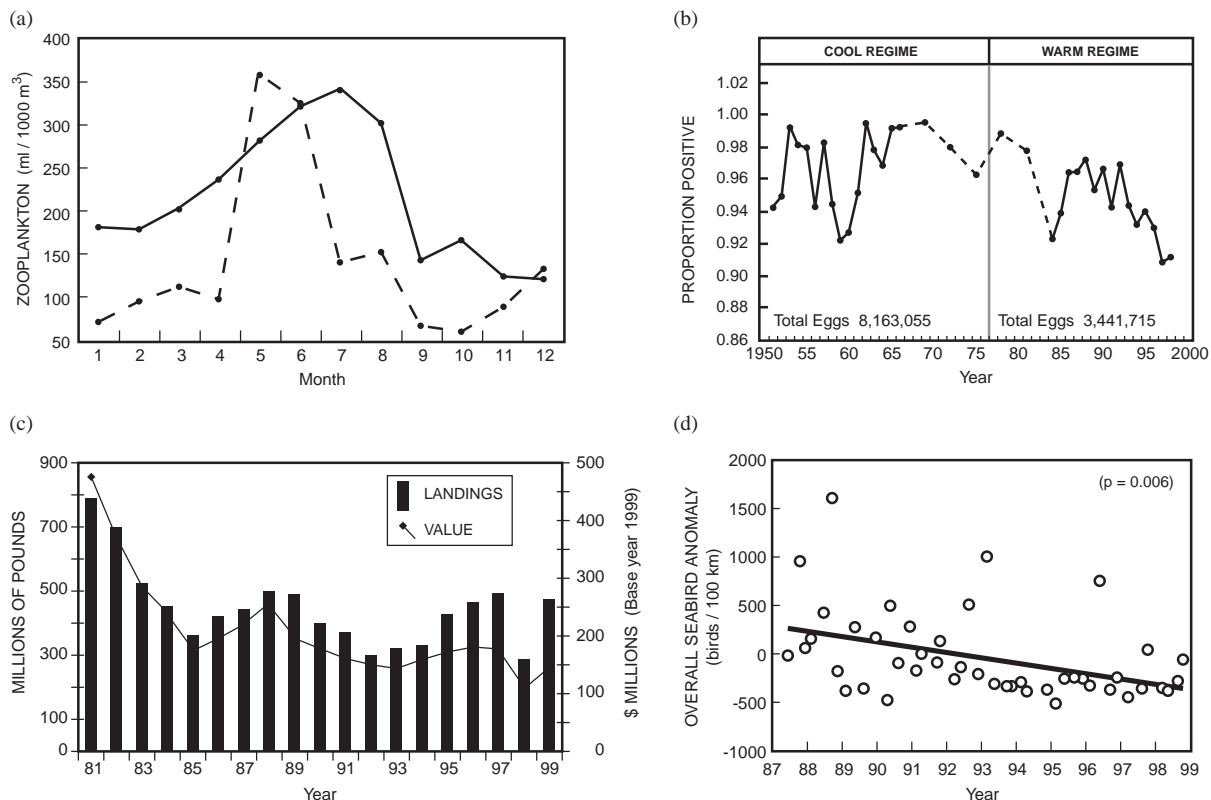 (a)
400
350
300
250
200
150
100
50
ZOOPLANKTON (ml / 1000 m³)
1 2 3 4 5 6 7 8 9 10 11 12
Month
(b)
COOL REGIME WARM REGIME
1.02
1.00
0.98
0.96
0.94
0.92
0.90
0.88
0.86
PROPORTION POSITIVE
Total Eggs 8,163,055 Total Eggs 3,441,715
1950 55 60 65 70 75 80 85 90 95 2000
Year
(c)
900
700
500
300
100
0
MILLIONS OF POUNDS
LANDINGS
VALUE
500
400
300
200
100
0
$ MILLIONS (Base year 1999)
81 83 85 87 89 91 93 95 97 99
Year
(d)
2000
1500
1000
500
0
-500
-1000
OVERALL SEABIRD ANOMALY
(birds / 100 km)
(p = 0.006)
87 88 89 90 91 92 93 94 95 96 97 98 99
Year